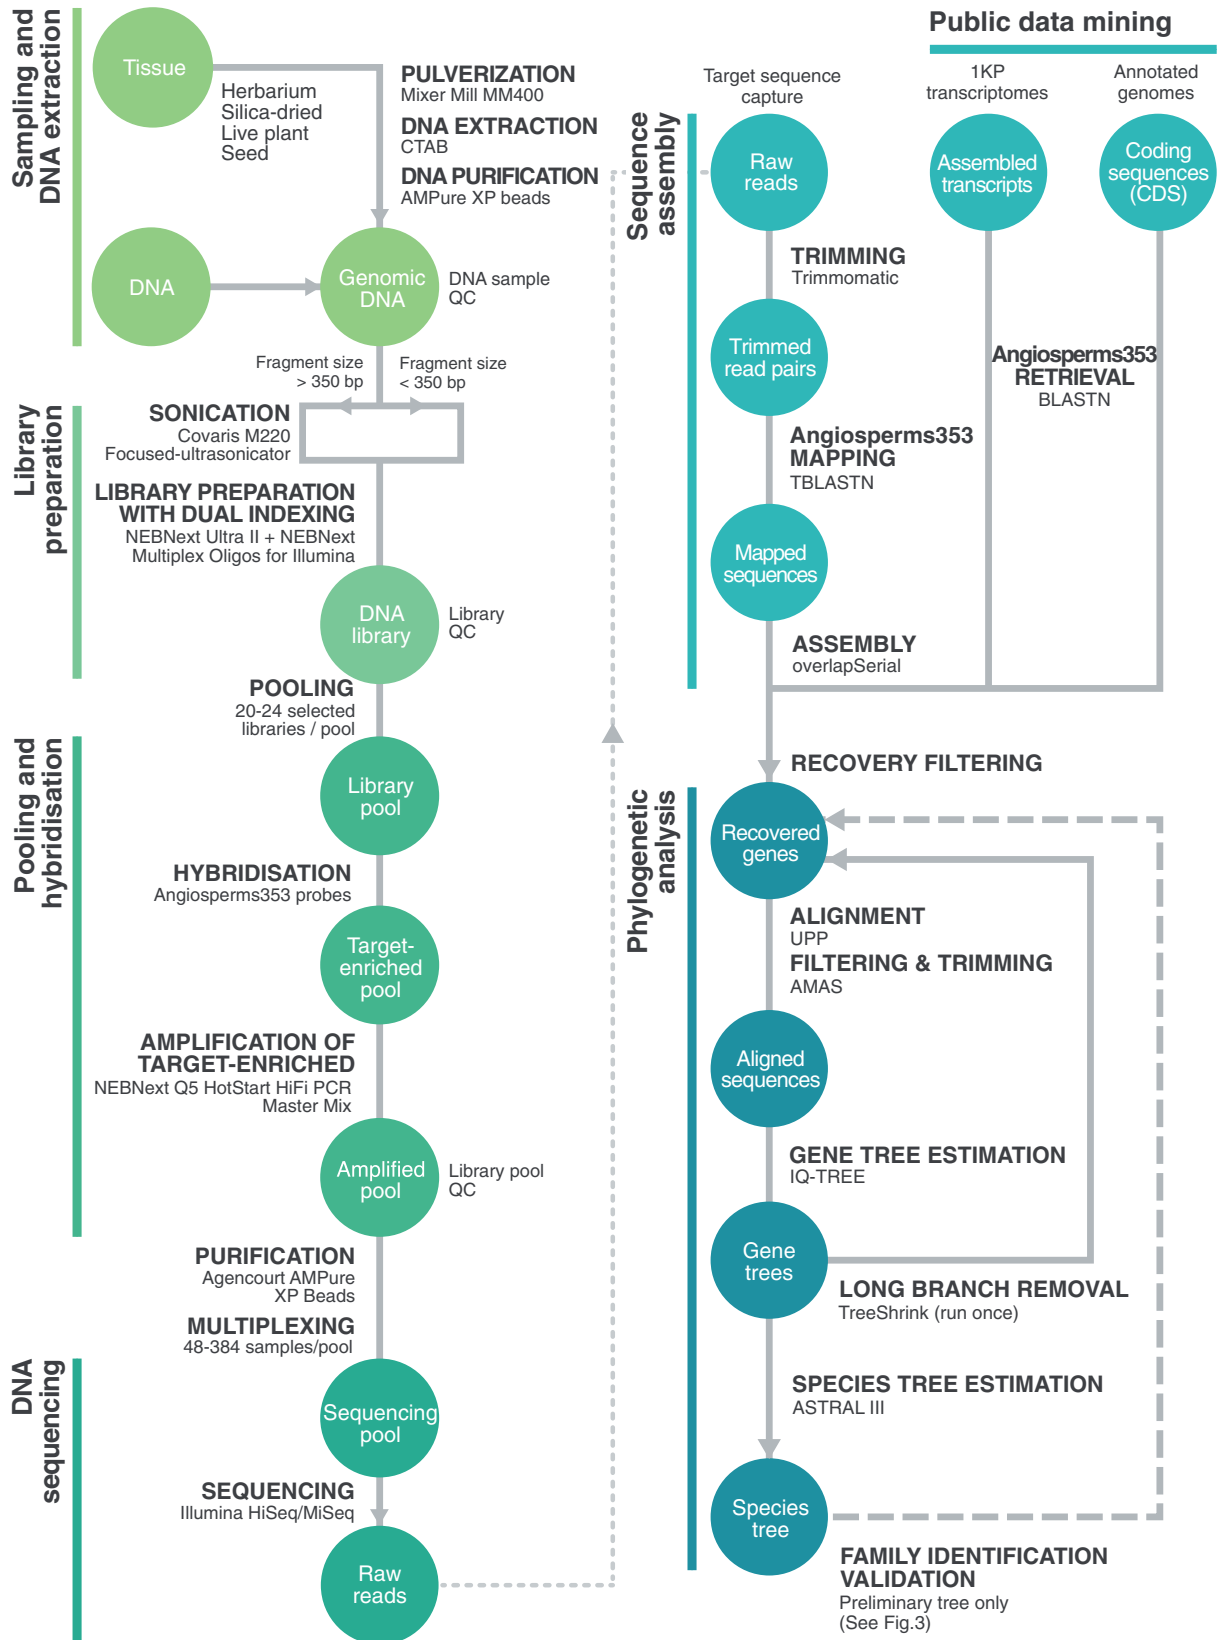 Sampling and
DNA extraction
Tissue
Herbarium
Silica-dried
Live plant
Seed
PULVERIZATION
Mixer Mill MM400
DNA EXTRACTION
CTAB
DNA PURIFICATION
AMPure XP beads
DNA
Genomic
DNA
DNA sample
QC
Fragment size
> 350 bp
Fragment size
< 350 bp
Library
preparation
SONICATION
Covaris M220
Focused-ultrasonicator
LIBRARY PREPARATION
WITH DUAL INDEXING
NEBNext Ultra II + NEBNext
Multiplex Oligos for Illumina
DNA
library
Library
QC
POOLING
20-24 selected
libraries / pool
Pooling and
hybridisation
Library
pool
HYBRIDISATION
Angiosperms353 probes
Target-
enriched
pool
AMPLIFICATION OF
TARGET-ENRICHED
NEBNext Q5 HotStart HiFi PCR
Master Mix
Amplified
pool
Library pool
QC
PURIFICATION
Agencourt AMPure
XP Beads
MULTIPLEXING
48-384 samples/pool
DNA
sequencing
Sequencing
pool
SEQUENCING
Illumina HiSeq/MiSeq
Raw
reads
Public data mining
Target sequence
capture
1KP
transcriptomes
Annotated
genomes
Sequence
assembly
Raw
reads
Assembled
transcripts
Coding
sequences
(CDS)
TRIMMING
Trimmomatic
Trimmed
read pairs
Angiosperms353
RETRIEVAL
BLASTN
Angiosperms353
MAPPING
TBLASTN
Mapped
sequences
ASSEMBLY
overlapSerial
RECOVERY FILTERING
Phylogenetic
analysis
Recovered
genes
ALIGNMENT
UPP
FILTERING & TRIMMING
AMAS
Aligned
sequences
GENE TREE ESTIMATION
IQ-TREE
Gene
trees
LONG BRANCH REMOVAL
TreeShrink (run once)
SPECIES TREE ESTIMATION
ASTRAL III
Species
tree
FAMILY IDENTIFICATION
VALIDATION
Preliminary tree only
(See Fig.3)